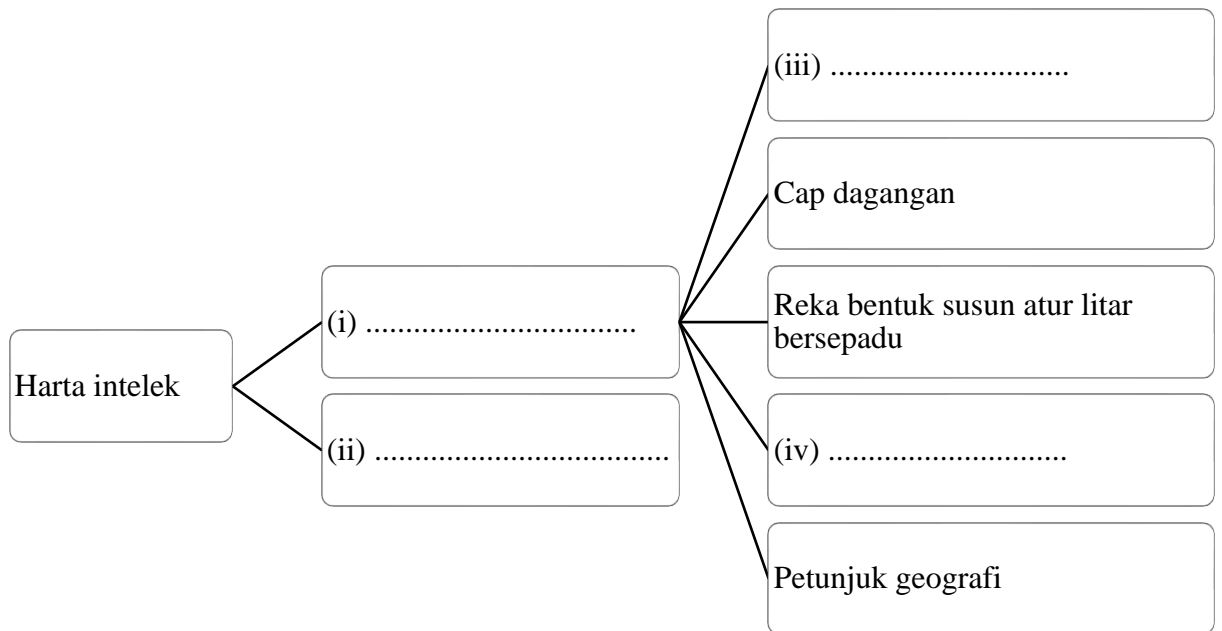 Harta intelek
(i) ..................................
(ii) .....................................
(iii) ..............................
Cap dagangan
Reka bentuk susun atur litar
bersepadu
(iv) ..............................
Petunjuk geografi